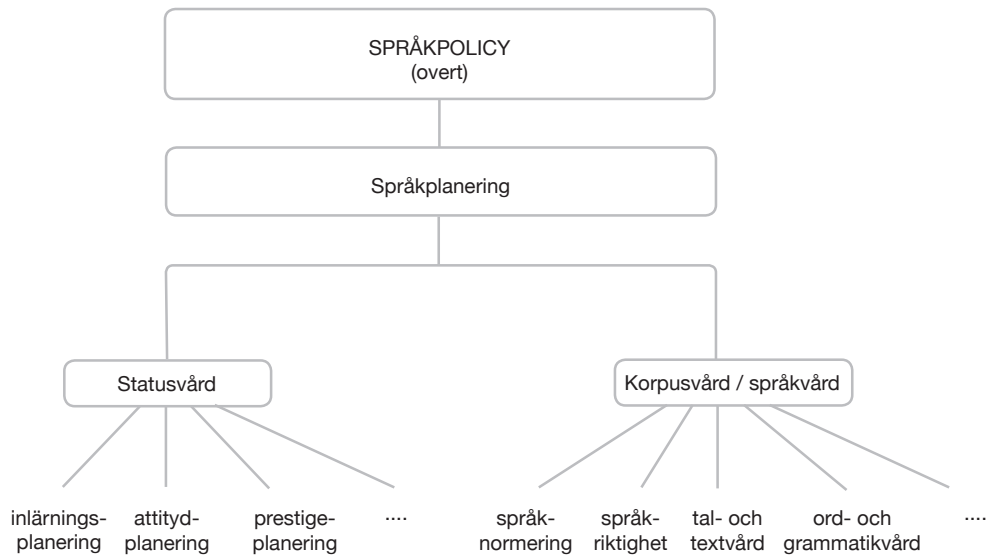 SPRÅKPOLICY
(overt)
Språkplanering
Statusvård
Korpusvård / språkvård
inlärnings-
planering
attityd-
planering
prestige-
planering
....
språk-
normering
språk-
riktighet
tal- och
textvård
ord- och
grammatikvård
....